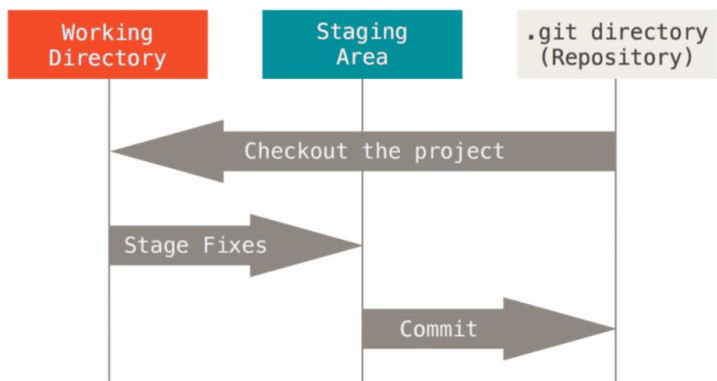 Working
Directory
Staging
Area
.git directory
(Repository)
Checkout the project
Stage Fixes
Commit